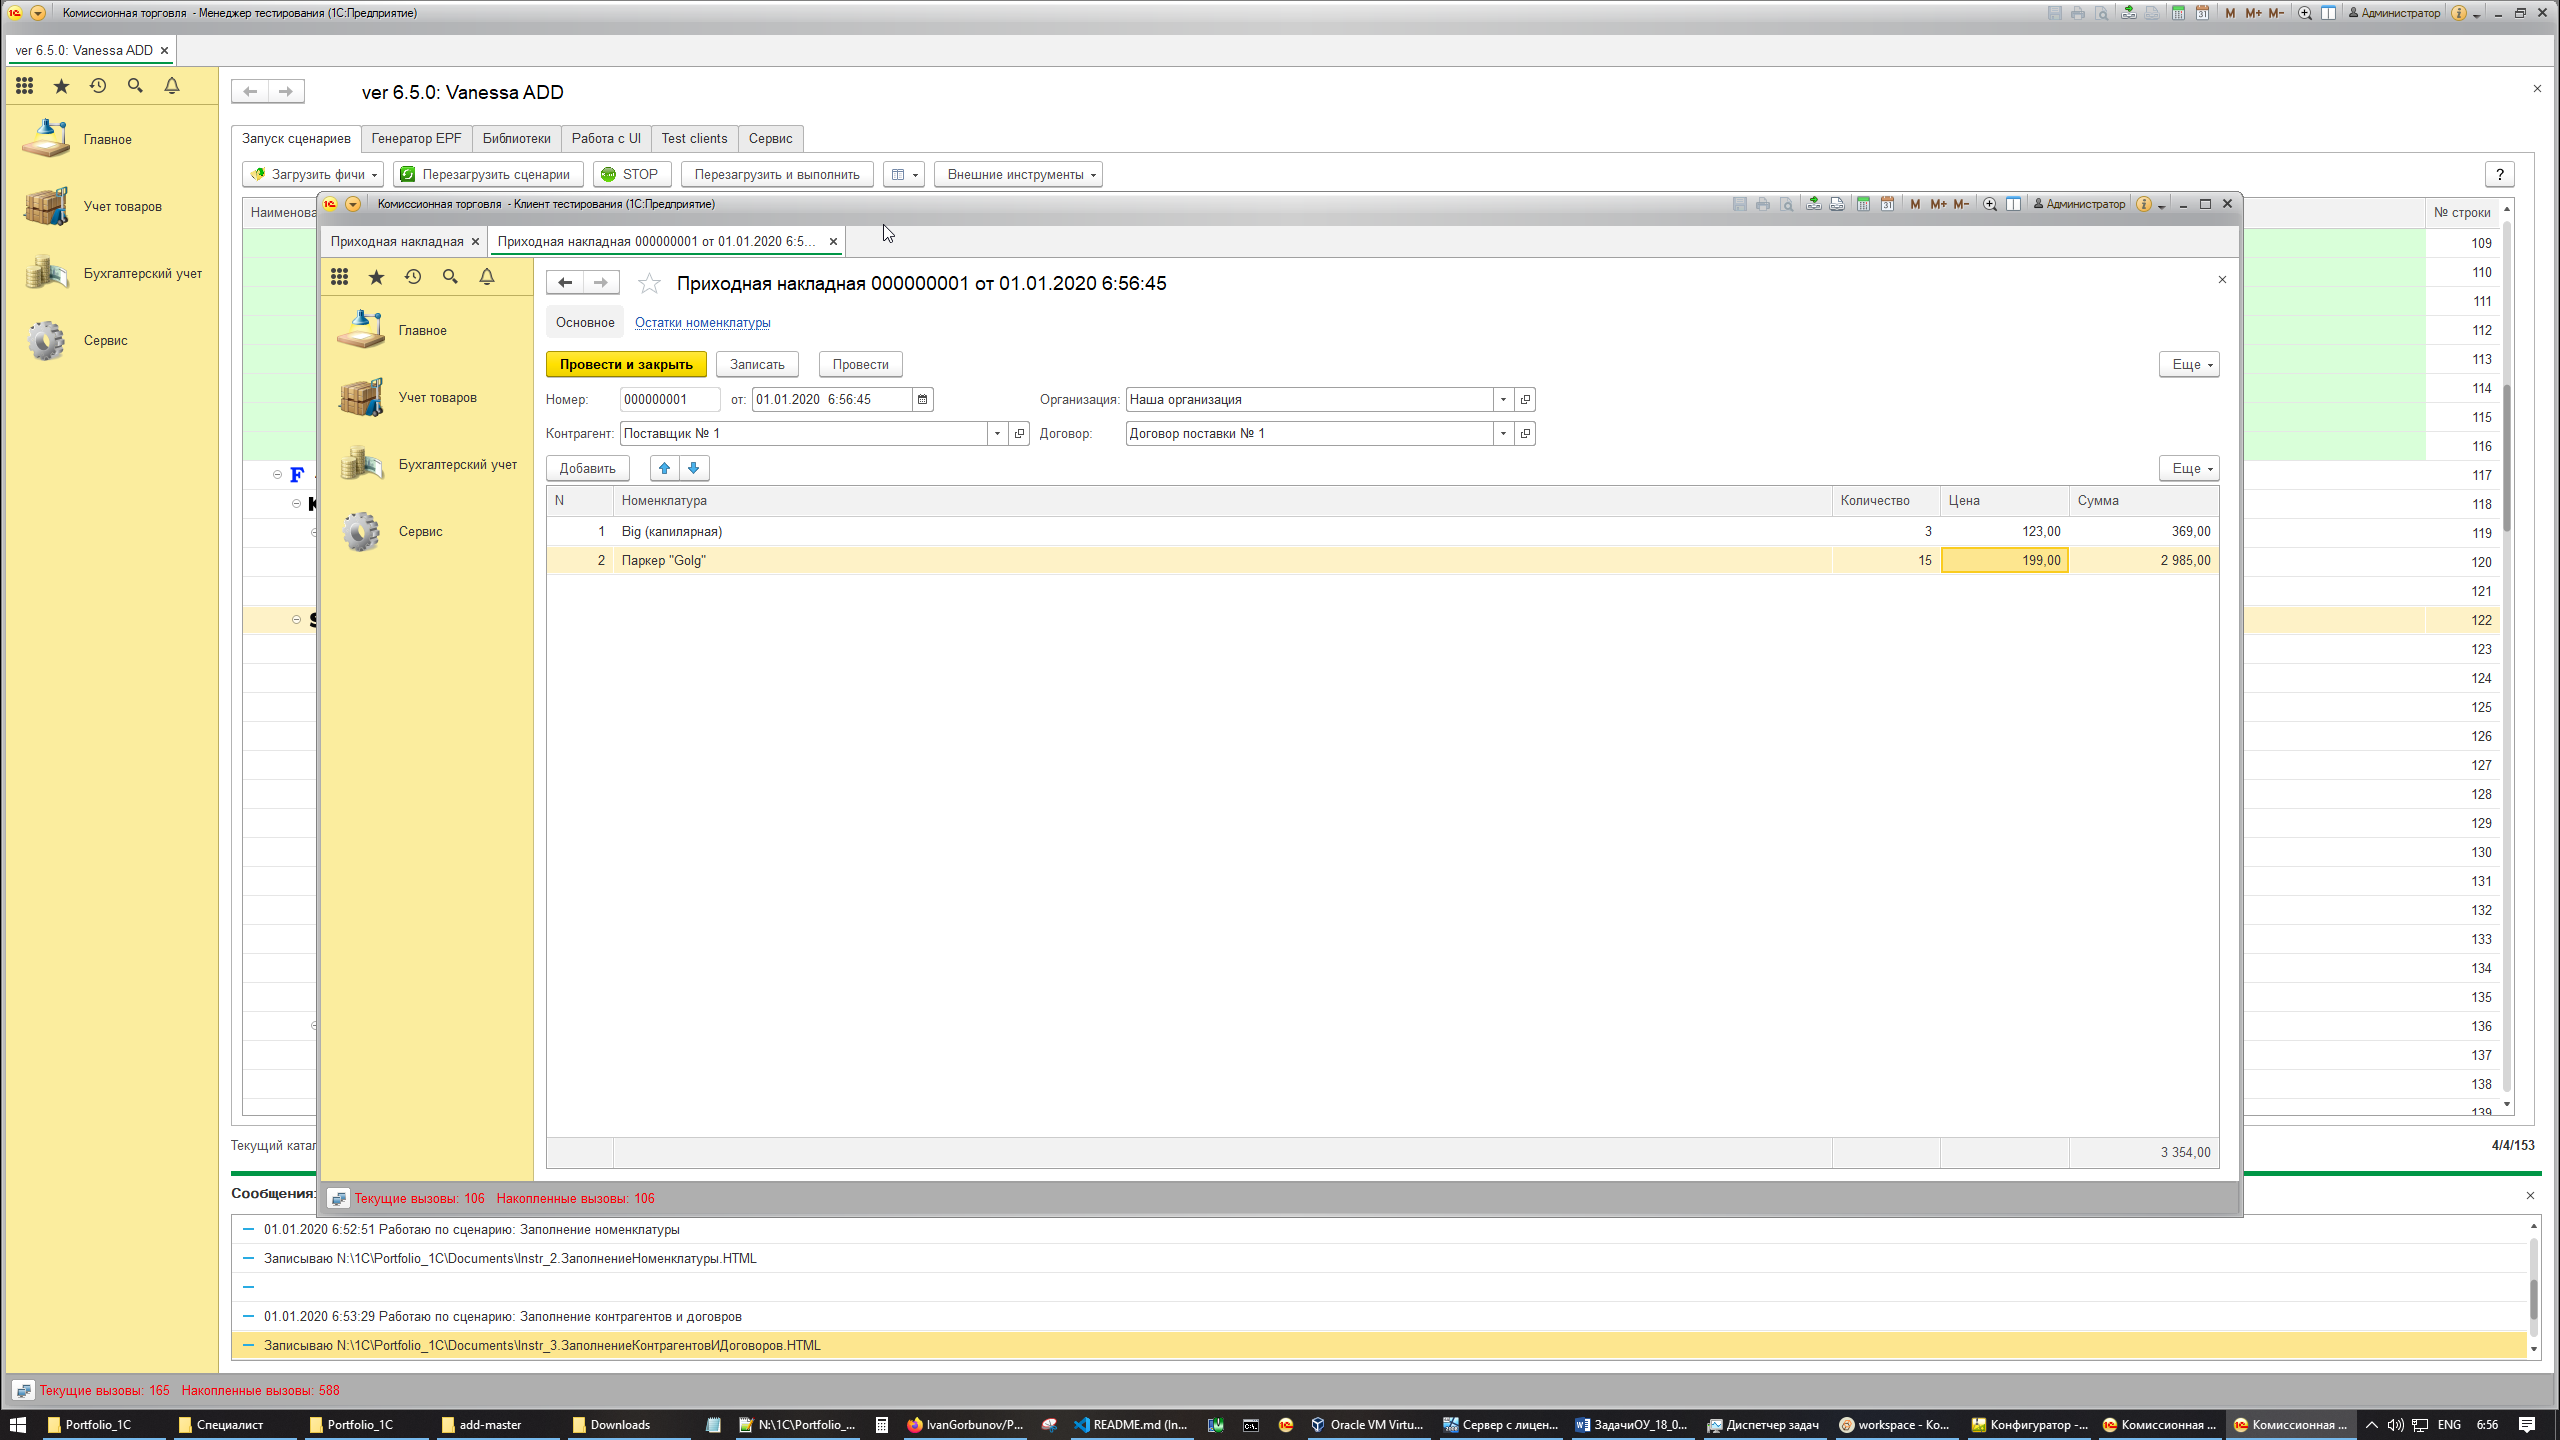 Комиссионная торговля - Менеджер тестирования (1С:Предприятие)
M M+ M- Администратор
ver 6.5.0: Vanessa ADD
ver 6.5.0: Vanessa ADD
Главное
Учет товаров
Бухгалтерский учет
Сервис
Запуск сценариев Генератор EPF Библиотеки Работа с UI Test clients Сервис
Загрузить фичи Перезагрузить сценарии STOP Перезагрузить и выполнить Внешние инструменты ?
№ строки
109
110
111
112
113
114
115
116
117
118
119
120
121
122
123
124
125
126
127
128
129
130
131
132
133
134
135
136
137
138
139
F
Комиссионная торговля - Клиент тестирования (1С:Предприятие)
M M+ M- Администратор
Приходная накладная Приходная накладная 000000001 от 01.01.2020 6:5...
Главное
Учет товаров
Бухгалтерский учет
Сервис
Приходная накладная 000000001 от 01.01.2020 6:56:45
Основное Остатки номенклатуры
Провести и закрыть Записать Провести Еще
Номер: 000000001 от: 01.01.2020 6:56:45 Организация: Наша организация
Контрагент: Поставщик № 1 Договор: Договор поставки № 1
Добавить Еще
N Номенклатура Количество Цена Сумма
1 Big (капилярная) 3 123,00 369,00
2 Паркер "Golg" 15 199,00 2 985,00
3 354,00
Текущие вызовы: 106 Накопленные вызовы: 106
4/4/153
Сообщения:
01.01.2020 6:52:51 Работаю по сценарию: Заполнение номенклатуры
Записываю N:\1C\Portfolio_1C\Documents\Instr_2.ЗаполнениеНоменклатуры.HTML
01.01.2020 6:53:29 Работаю по сценарию: Заполнение контрагентов и договров
Записываю N:\1C\Portfolio_1C\Documents\Instr_3.ЗаполнениеКонтрагентовИДоговоров.HTML
Текущие вызовы: 165 Накопленные вызовы: 588
Portfolio_1C Специалист Portfolio_1C add-master Downloads N:\1C\Portfolio_... IvanGorbunov/P... README.md (In... Oracle VM Virtu... Сервер с лицен... ЗадачиОУ_18_0... Диспетчер задач workspace - Ko... Конфигуратор -... Комиссионная ... Комиссионная ... ENG 6:56